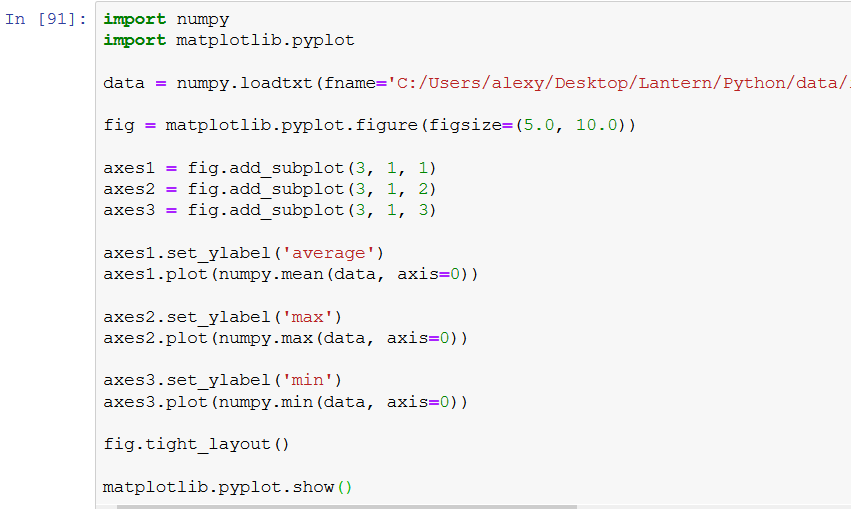 In [91]: import numpy
import matplotlib.pyplot
data = numpy.loadtxt(fname='C:/Users/alexy/Desktop/Lantern/Python/data/
fig = matplotlib.pyplot.figure(figsize=(5.0, 10.0))
axes1 = fig.add_subplot(3, 1, 1)
axes2 = fig.add_subplot(3, 1, 2)
axes3 = fig.add_subplot(3, 1, 3)
axes1.set_ylabel('average')
axes1.plot(numpy.mean(data, axis=0))
axes2.set_ylabel('max')
axes2.plot(numpy.max(data, axis=0))
axes3.set_ylabel('min')
axes3.plot(numpy.min(data, axis=0))
fig.tight_layout()
matplotlib.pyplot.show()